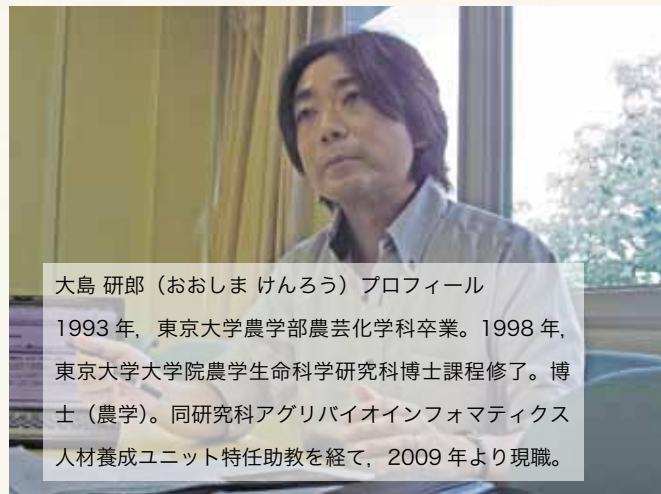 大島 研郎（おおしま けんろう）プロフィール
1993 年，東京大学農学部農芸化学科卒業。1998 年，
東京大学大学院農学生命科学研究科博士課程修了。博
士（農学）。同研究科アグリバイオインフォマティクス
人材養成ユニット特任助教を経て，2009 年より現職。